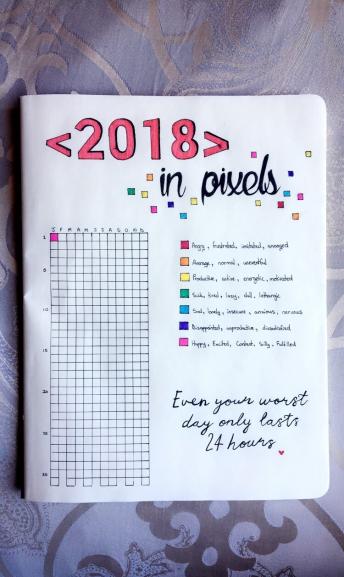 <2018>
in pixels
J F M A M J J A S O N D
1
5
10
15
20
25
30
Angry, frustrated, irritated, annoyed
Average, normal, uneventful
Productive, active, energetic, motivated
Sick, tired, lazy, dull, lethargic
Sad, lonely, insecure, anxious, nervous
Disappointed, unproductive, dissatisfied
Happy, Excited, Content, Silly, Fulfilled
Even your worst
day only lasts
24 hours